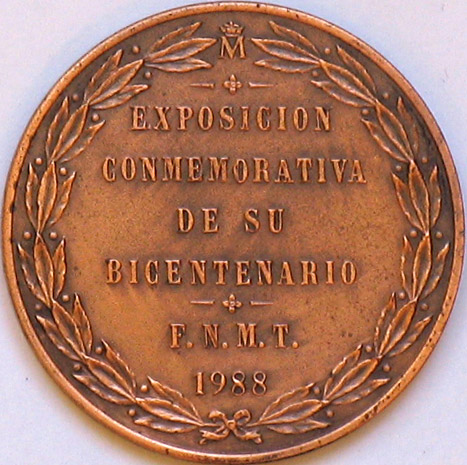 M
EXPOSICION
CONMEMORATIVA
DE SU
BICENTENARIO
F.N.M.T.
1988